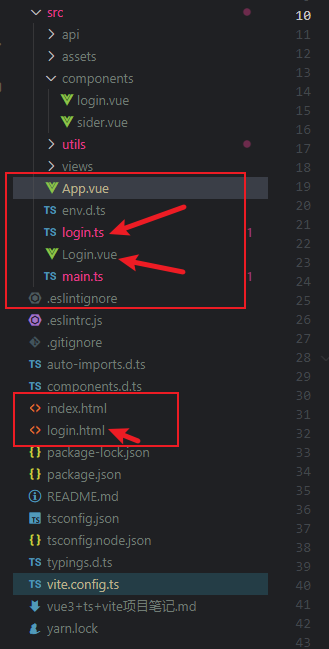 src
10
api
11
assets
12
components
13
login.vue
14
sider.vue
15
utils
16
views
17
18
App.vue
19
TS env.d.ts
20
TS login.ts
21
Login.vue
22
TS main.ts
1
23
24
.eslintignore
25
.eslintrc.js
26
.gitignore
27
TS auto-imports.d.ts
28
TS components.d.ts
29
<> index.html
30
31
<> login.html
32
{} package-lock.json
33
{} package.json
34
README.md
35
36
TS tsconfig.json
37
TS tsconfig.node.json
38
TS typings.d.ts
39
TS vite.config.ts
40
vue3+ts+vite项目笔记.md
41
yarn.lock
42
43